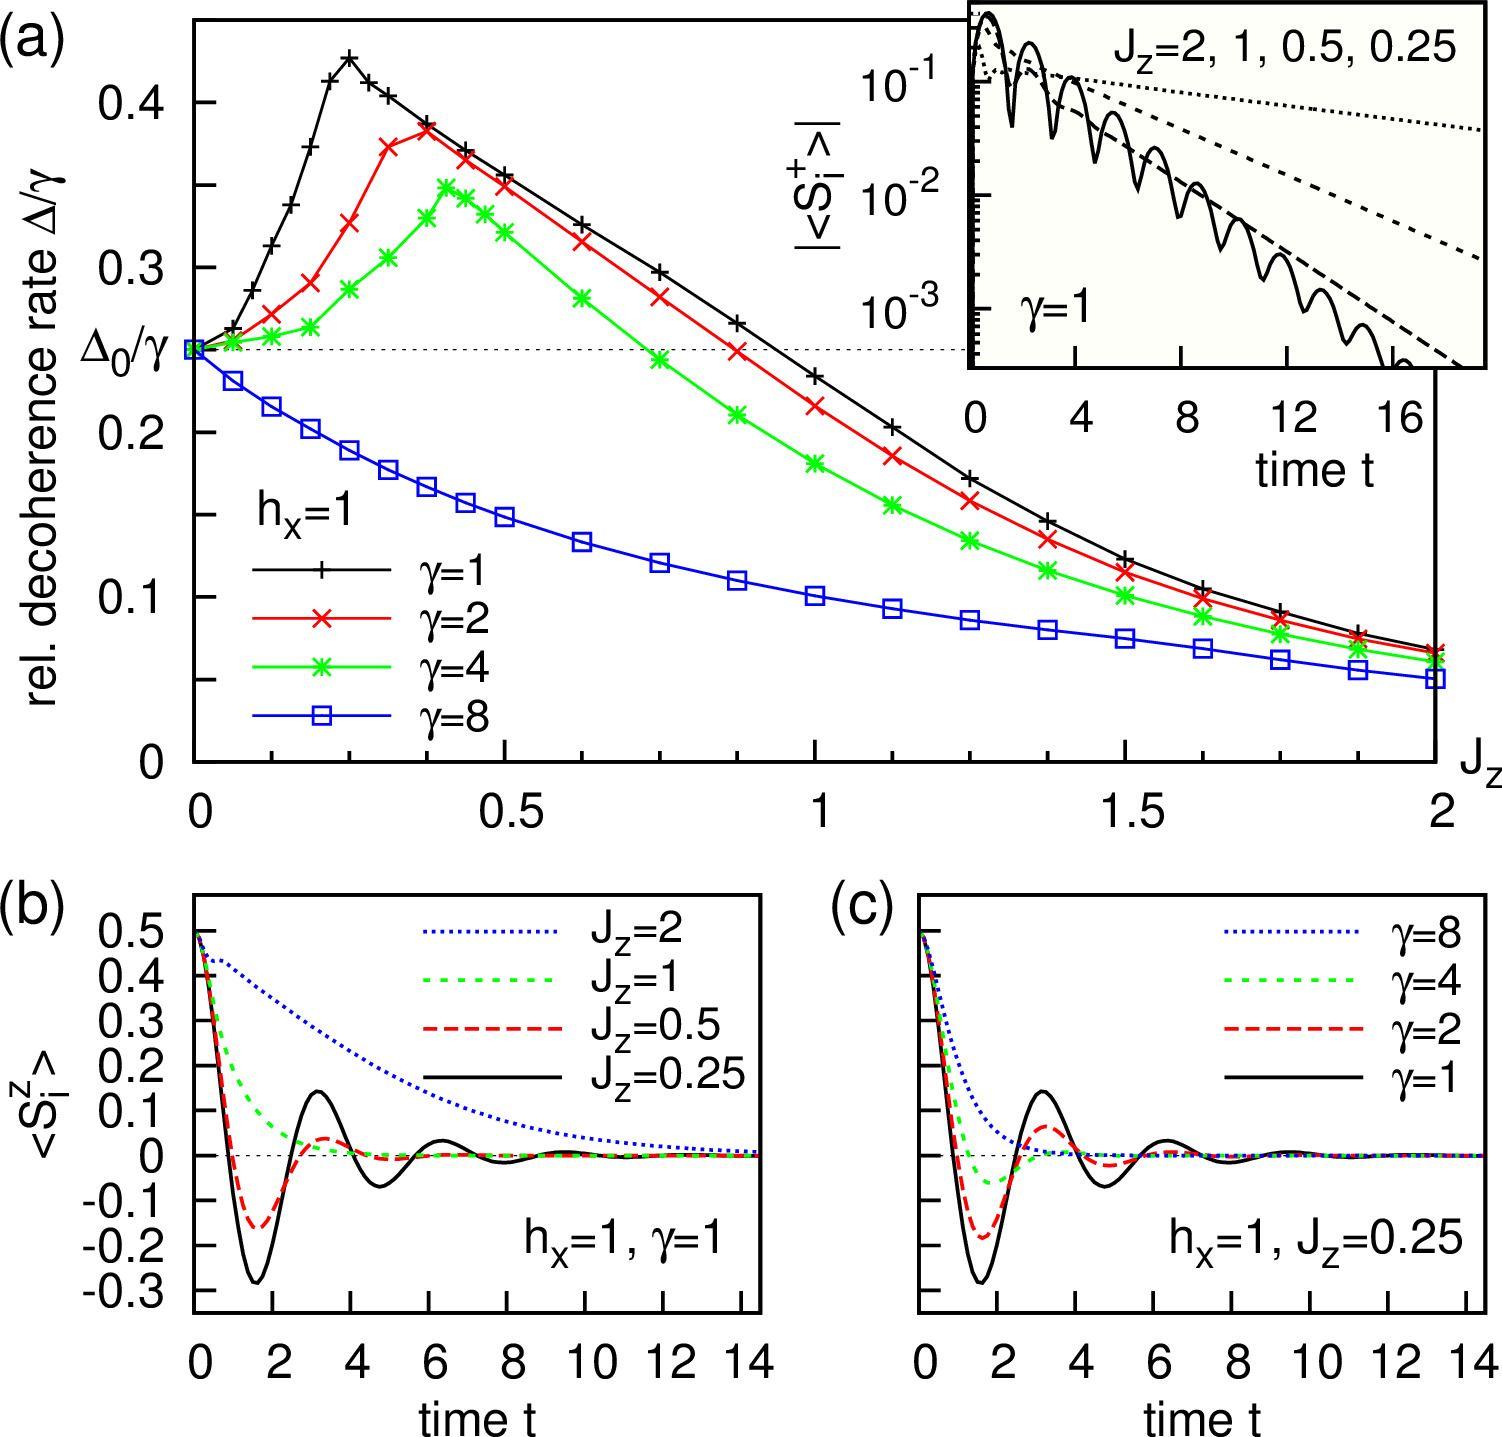 (a)
rel. decoherence rate Δ/γ
0.4
0.3
Δ₀/γ
0.2
0.1
0
0 0.5 1 1.5 2
J_z
h_x=1
γ=1
γ=2
γ=4
γ=8
|<S_i^+>|
10^-1
10^-2
10^-3
J_z=2, 1, 0.5, 0.25
γ=1
0 4 8 12 16
time t
(b)
<S_i^z>
0.5
0.4
0.3
0.2
0.1
0
-0.1
-0.2
-0.3
J_z=2
J_z=1
J_z=0.5
J_z=0.25
h_x=1, γ=1
0 2 4 6 8 10 12 14
time t
(c)
γ=8
γ=4
γ=2
γ=1
h_x=1, J_z=0.25
0 2 4 6 8 10 12 14
time t